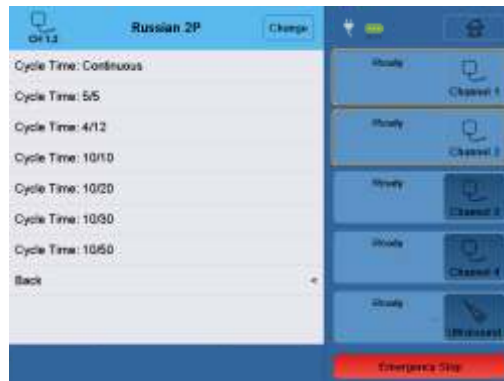 CH 1,2
Russian 2P
Change
Cycle Time: Continuous
Cycle Time: 5/5
Cycle Time: 4/12
Cycle Time: 10/10
Cycle Time: 10/20
Cycle Time: 10/30
Cycle Time: 10/50
Back
Ready
Channel 1
Ready
Channel 2
Ready
Channel 3
Ready
Channel 4
Ready
Ultrasound
Emergency Stop